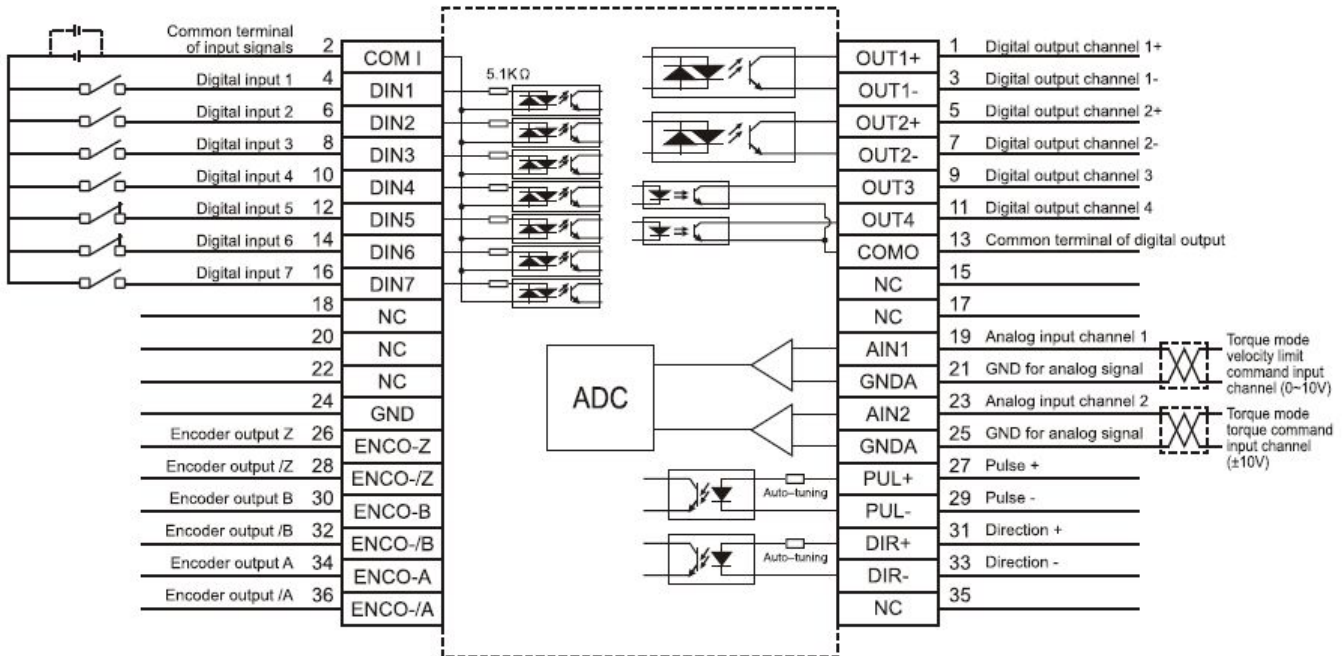 Common terminal
of input signals
2
COM I
Digital input 1
4
DIN1
Digital input 2
6
DIN2
Digital input 3
8
DIN3
Digital input 4
10
DIN4
Digital input 5
12
DIN5
Digital input 6
14
DIN6
Digital input 7
16
DIN7
18
NC
20
NC
22
NC
24
GND
Encoder output Z
26
ENCO-Z
Encoder output /Z
28
ENCO-/Z
Encoder output B
30
ENCO-B
Encoder output /B
32
ENCO-/B
Encoder output A
34
ENCO-A
Encoder output /A
36
ENCO-/A
5.1KΩ
ADC
Auto-tuning
Auto-tuning
OUT1+
1
Digital output channel 1+
OUT1-
3
Digital output channel 1-
OUT2+
5
Digital output channel 2+
OUT2-
7
Digital output channel 2-
OUT3
9
Digital output channel 3
OUT4
11
Digital output channel 4
COMO
13
Common terminal of digital output
NC
15
NC
17
AIN1
19
Analog input channel 1
GNDA
21
GND for analog signal
Torque mode
velocity limit
command input
channel (0~10V)
AIN2
23
Analog input channel 2
GNDA
25
GND for analog signal
Torque mode
torque command
input channel
(±10V)
PUL+
27
Pulse +
PUL-
29
Pulse -
DIR+
31
Direction +
DIR-
33
Direction -
NC
35